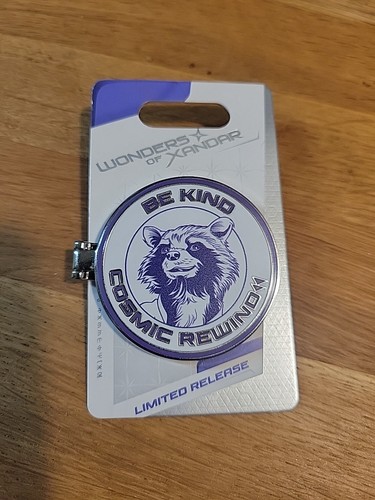 WONDERS
OF XANDAR
BE KIND
COSMIC REWIND
LIMITED RELEASE